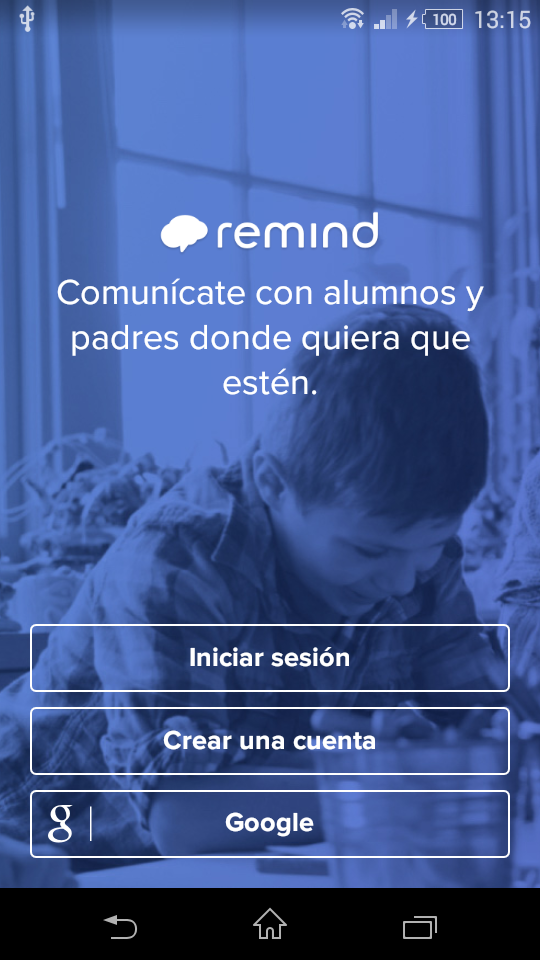 100 13:15
remind
Comunícate con alumnos y
padres donde quiera que
estén.
Iniciar sesión
Crear una cuenta
g | Google